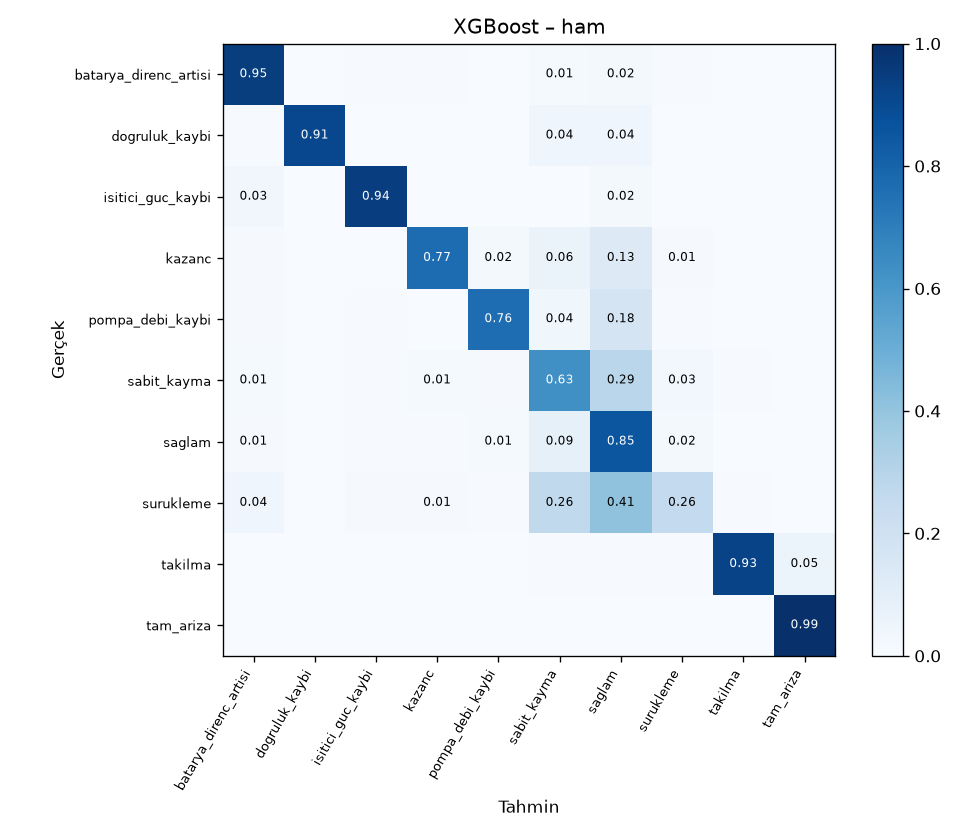 XGBoost – ham
batarya_direnc_artisi 0.95 0.01 0.02
dogruluk_kaybi 0.91 0.04 0.04
isitici_guc_kaybi 0.03 0.94 0.02
kazanc 0.77 0.02 0.06 0.13 0.01
pompa_debi_kaybi 0.76 0.04 0.18
sabit_kayma 0.01 0.01 0.63 0.29 0.03
saglam 0.01 0.01 0.09 0.85 0.02
surukleme 0.04 0.01 0.26 0.41 0.26
takilma 0.93 0.05
tam_ariza 0.99
Gerçek
batarya_direnc_artisi
dogruluk_kaybi
isitici_guc_kaybi
kazanc
pompa_debi_kaybi
sabit_kayma
saglam
surukleme
takilma
tam_ariza
Tahmin
1.0
0.8
0.6
0.4
0.2
0.0